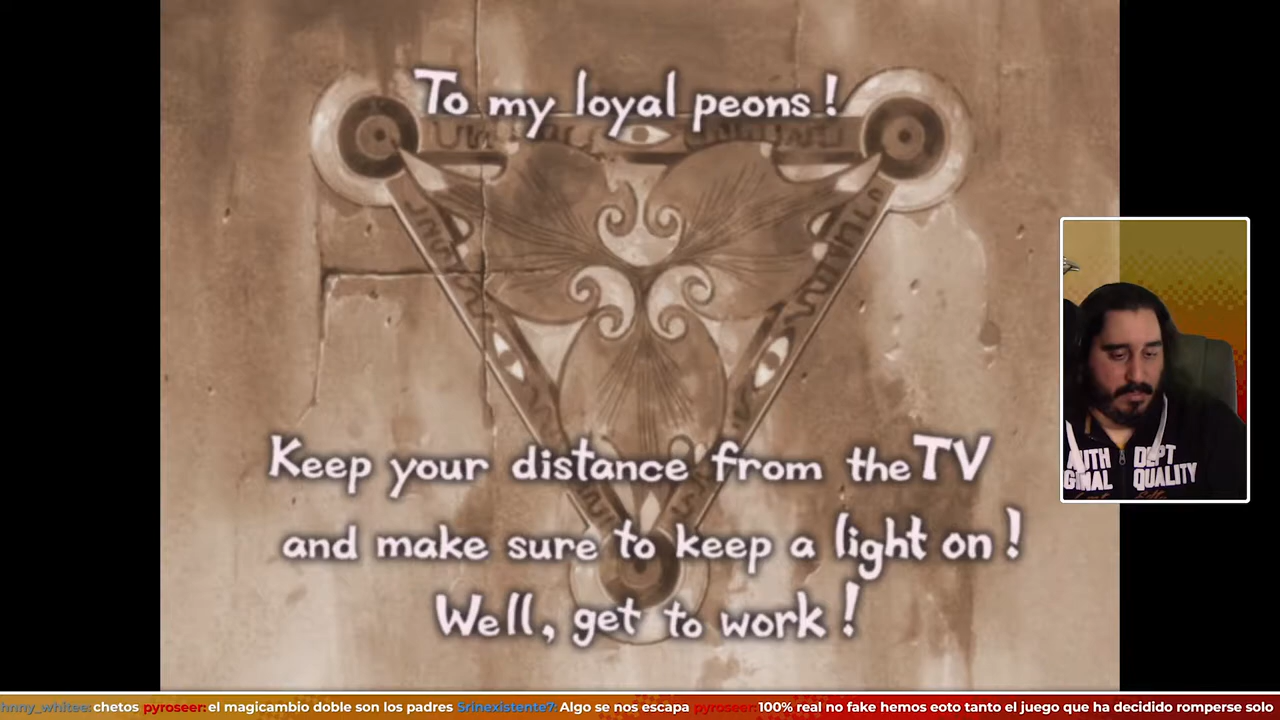 To my loyal peons!
Keep your distance from the TV
and make sure to keep a light on!
Well, get to work!
DEPT
QUALITY
hnny_whitee: chetos pyroseer: el magicambio doble son los padres Srinexistente7: Algo se nos escapa pyroseer: 100% real no fake hemos eoto tanto el juego que ha decidido romperse solo